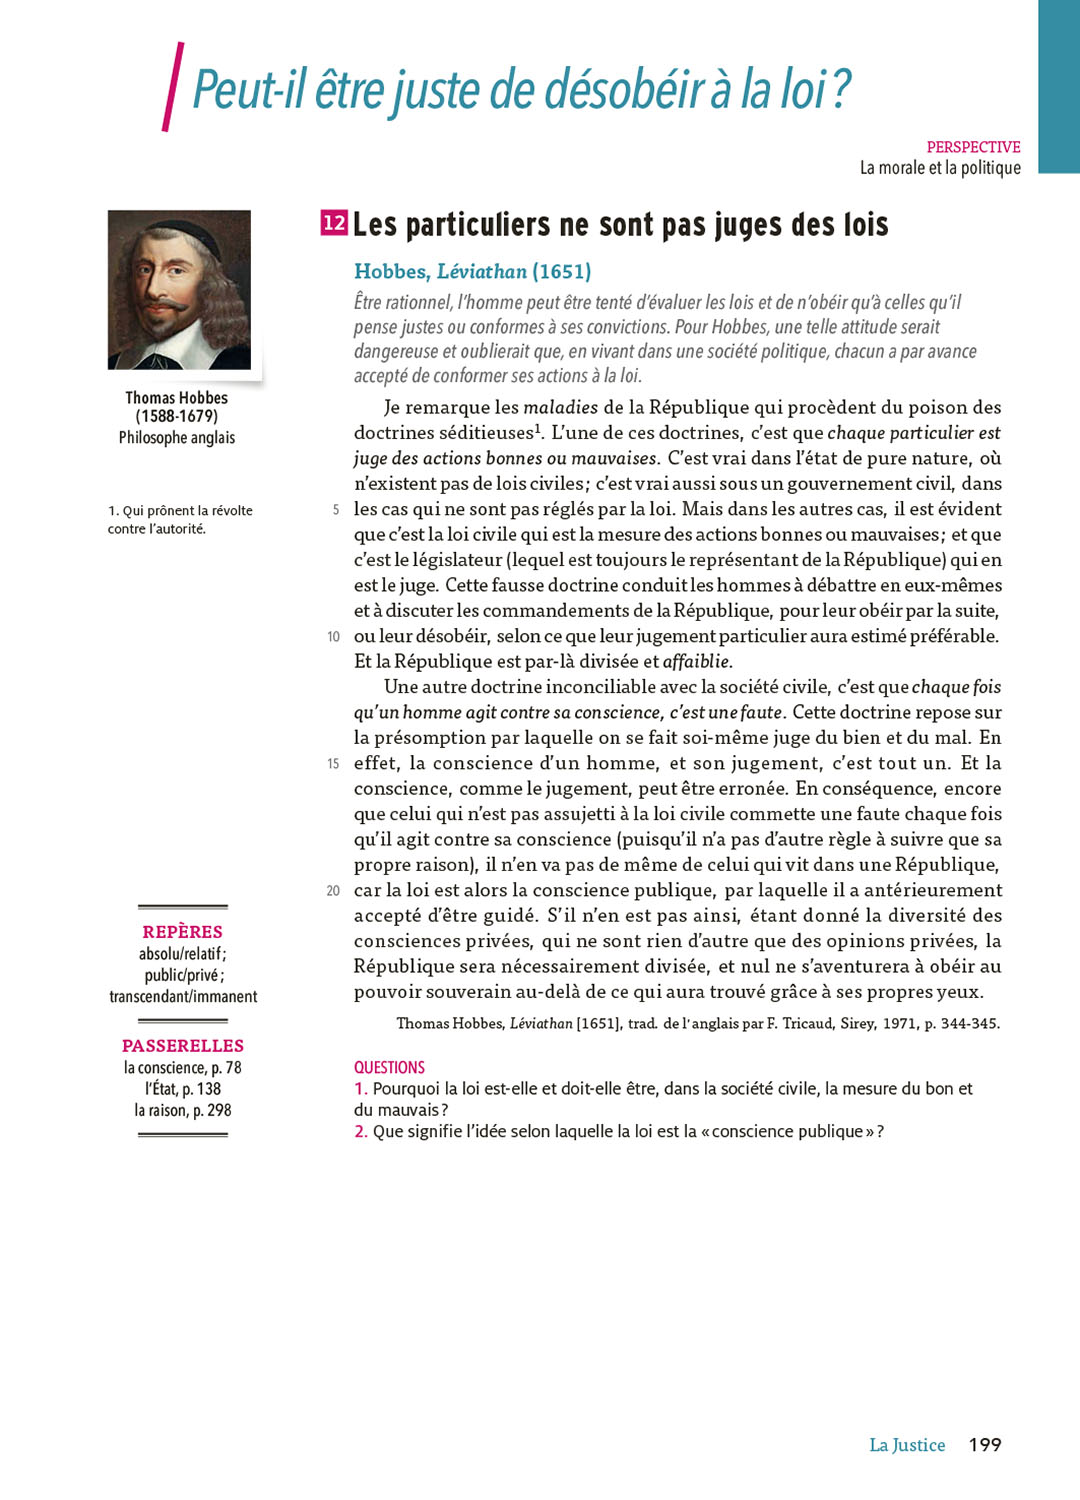 Peut-il être juste de désobéir à la loi ?
PERSPECTIVE
La morale et la politique
12 Les particuliers ne sont pas juges des lois
Hobbes, Léviathan (1651)
Être rationnel, l’homme peut être tenté d’évaluer les lois et de n’obéir qu’à celles qu’il
pense justes ou conformes à ses convictions. Pour Hobbes, une telle attitude serait
dangereuse et oublierait que, en vivant dans une société politique, chacun a par avance
accepté de conformer ses actions à la loi.
Thomas Hobbes
(1588-1679)
Philosophe anglais
1. Qui prônent la révolte
contre l’autorité.
Je remarque les maladies de la République qui procèdent du poison des
doctrines séditieuses¹. L’une de ces doctrines, c’est que chaque particulier est
juge des actions bonnes ou mauvaises. C’est vrai dans l’état de pure nature, où
n’existent pas de lois civiles ; c’est vrai aussi sous un gouvernement civil, dans
5 les cas qui ne sont pas réglés par la loi. Mais dans les autres cas, il est évident
que c’est la loi civile qui est la mesure des actions bonnes ou mauvaises ; et que
c’est le législateur (lequel est toujours le représentant de la République) qui en
est le juge. Cette fausse doctrine conduit les hommes à débattre en eux-mêmes
et à discuter les commandements de la République, pour leur obéir par la suite,
10 ou leur désobéir, selon ce que leur jugement particulier aura estimé préférable.
Et la République est par-là divisée et affaiblie.
Une autre doctrine inconciliable avec la société civile, c’est que chaque fois
qu’un homme agit contre sa conscience, c’est une faute. Cette doctrine repose sur
la présomption par laquelle on se fait soi-même juge du bien et du mal. En
15 effet, la conscience d’un homme, et son jugement, c’est tout un. Et la
conscience, comme le jugement, peut être erronée. En conséquence, encore
que celui qui n’est pas assujetti à la loi civile commette une faute chaque fois
qu’il agit contre sa conscience (puisqu’il n’a pas d’autre règle à suivre que sa
propre raison), il n’en va pas de même de celui qui vit dans une République,
20 car la loi est alors la conscience publique, par laquelle il a antérieurement
accepté d’être guidé. S’il n’en est pas ainsi, étant donné la diversité des
consciences privées, qui ne sont rien d’autre que des opinions privées, la
République sera nécessairement divisée, et nul ne s’aventurera à obéir au
pouvoir souverain au-delà de ce qui aura trouvé grâce à ses propres yeux.
Thomas Hobbes, Léviathan [1651], trad. de l’anglais par F. Tricaud, Sirey, 1971, p. 344-345.
REPÈRES
absolu/relatif ;
public/privé ;
transcendant/immanent
PASSERELLES
la conscience, p. 78
l’État, p. 138
la raison, p. 298
QUESTIONS
1. Pourquoi la loi est-elle et doit-elle être, dans la société civile, la mesure du bon et
du mauvais ?
2. Que signifie l’idée selon laquelle la loi est la « conscience publique » ?
La Justice 199